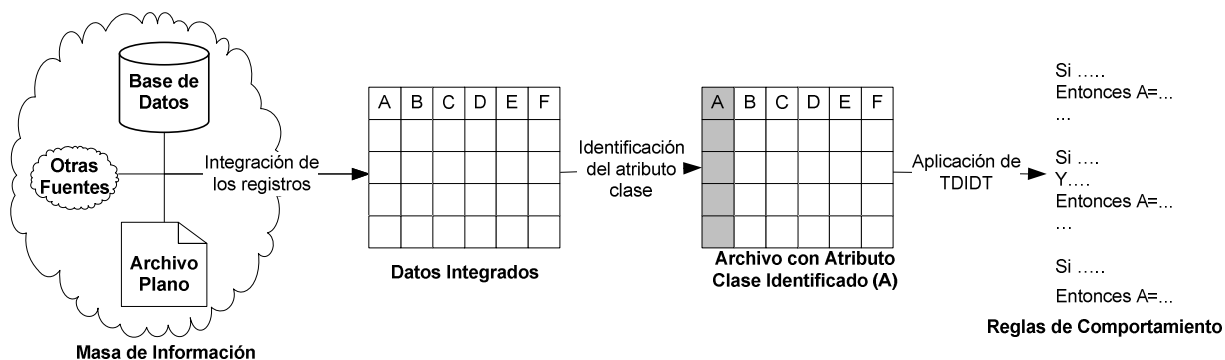 Base de
Datos
Otras
Fuentes
Archivo
Plano
Masa de Información
Integración de
los registros
A B C D E F
Datos Integrados
Identificación
del atributo
clase
A B C D E F
Archivo con Atributo
Clase Identificado (A)
Aplicación de
TDIDT
Si .....
Entonces A=...
...
Si ....
Y....
Entonces A=...
...
Si .....
Entonces A=...
Reglas de Comportamiento